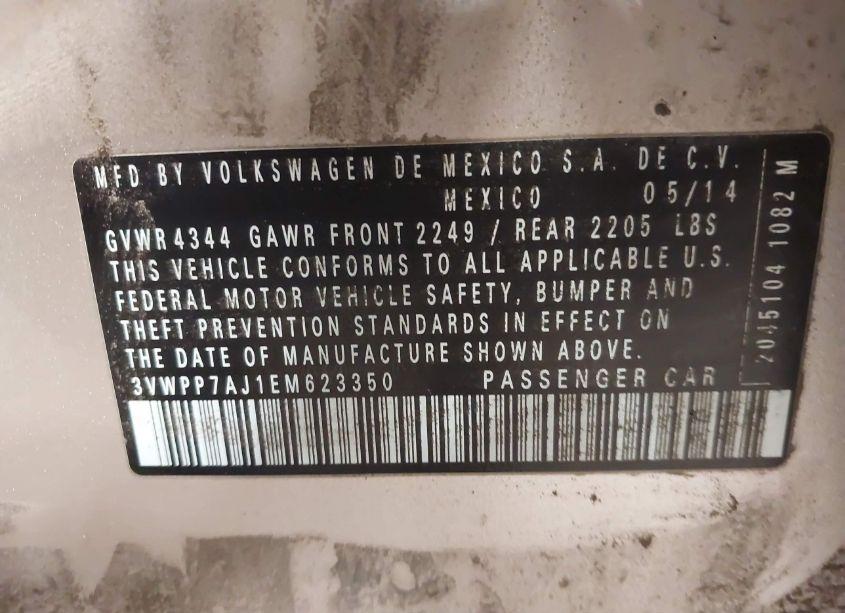 MFD BY VOLKSWAGEN DE MEXICO S.A. DE C.V.
MEXICO 05/14
GVWR 4344 GAWR FRONT 2249 / REAR 2205 LBS
THIS VEHICLE CONFORMS TO ALL APPLICABLE U.S.
FEDERAL MOTOR VEHICLE SAFETY, BUMPER AND
THEFT PREVENTION STANDARDS IN EFFECT ON
THE DATE OF MANUFACTURE SHOWN ABOVE.
3VWPP7AJ1EM623350 PASSENGER CAR
2045104 1082 M